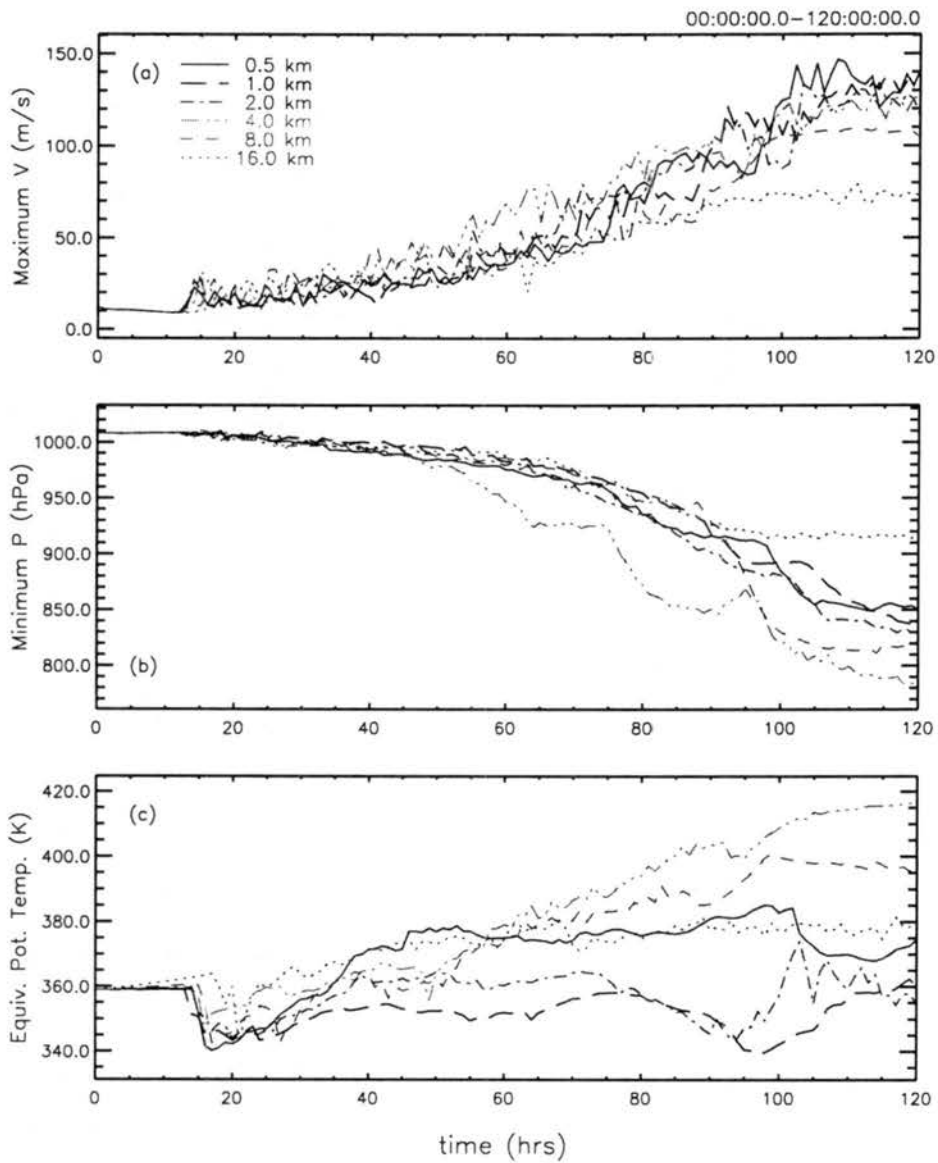 00:00:00.0-120:00:00.0
(a)
0.5 km
1.0 km
2.0 km
4.0 km
8.0 km
16.0 km
Maximum V (m/s)
150.0
100.0
50.0
0.0
0 20 40 60 80 100 120
Minimum P (hPa)
1000.0
950.0
900.0
850.0
800.0
(b)
0 20 40 60 80 100 120
Equiv. Pot. Temp. (K)
420.0
400.0
380.0
360.0
340.0
(c)
0 20 40 60 80 100 120
time (hrs)